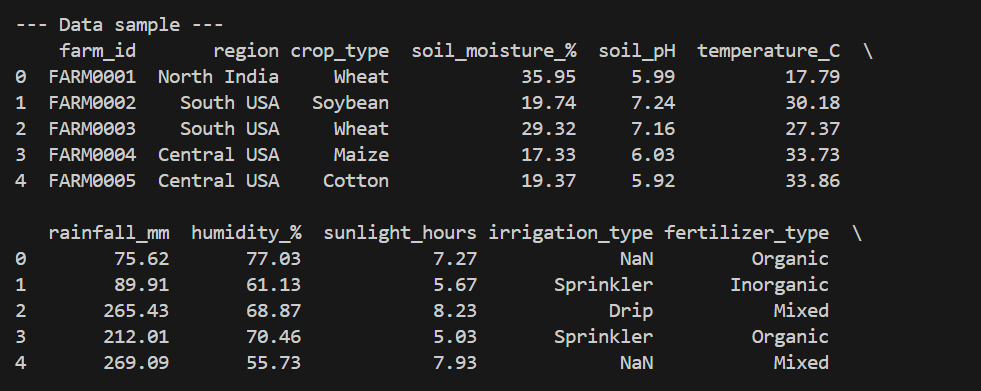 --- Data sample ---
farm_id region crop_type soil_moisture_% soil_pH temperature_C \
0 FARM0001 North India Wheat 35.95 5.99 17.79
1 FARM0002 South USA Soybean 19.74 7.24 30.18
2 FARM0003 South USA Wheat 29.32 7.16 27.37
3 FARM0004 Central USA Maize 17.33 6.03 33.73
4 FARM0005 Central USA Cotton 19.37 5.92 33.86
rainfall_mm humidity_% sunlight_hours irrigation_type fertilizer_type \
0 75.62 77.03 7.27 NaN Organic
1 89.91 61.13 5.67 Sprinkler Inorganic
2 265.43 68.87 8.23 Drip Mixed
3 212.01 70.46 5.03 Sprinkler Organic
4 269.09 55.73 7.93 NaN Mixed